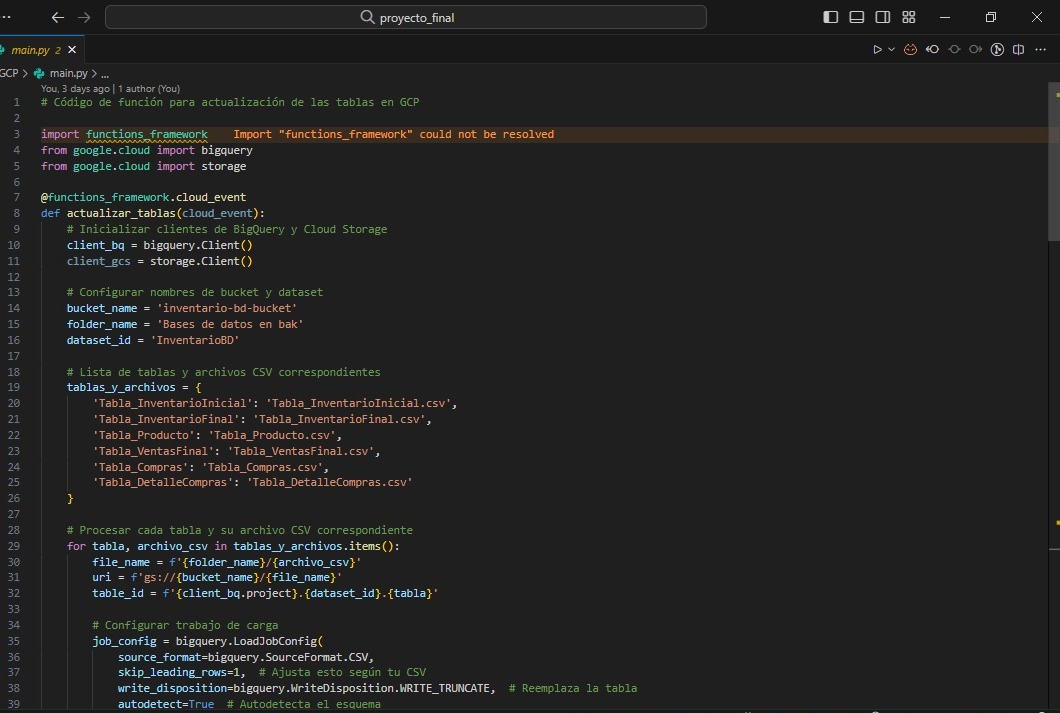 proyecto_final
main.py 2
GCP > main.py > ...
You, 3 days ago | 1 author (You)
1 # Código de función para actualización de las tablas en GCP
2
3 import functions_framework Import "functions_framework" could not be resolved
4 from google.cloud import bigquery
5 from google.cloud import storage
6
7 @functions_framework.cloud_event
8 def actualizar_tablas(cloud_event):
9 # Inicializar clientes de BigQuery y Cloud Storage
10 client_bq = bigquery.Client()
11 client_gcs = storage.Client()
12
13 # Configurar nombres de bucket y dataset
14 bucket_name = 'inventario-bd-bucket'
15 folder_name = 'Bases de datos en bak'
16 dataset_id = 'InventarioBD'
17
18 # Lista de tablas y archivos CSV correspondientes
19 tablas_y_archivos = {
20 'Tabla_InventarioInicial': 'Tabla_InventarioInicial.csv',
21 'Tabla_InventarioFinal': 'Tabla_InventarioFinal.csv',
22 'Tabla_Producto': 'Tabla_Producto.csv',
23 'Tabla_VentasFinal': 'Tabla_VentasFinal.csv',
24 'Tabla_Compras': 'Tabla_Compras.csv',
25 'Tabla_DetalleCompras': 'Tabla_DetalleCompras.csv'
26 }
27
28 # Procesar cada tabla y su archivo CSV correspondiente
29 for tabla, archivo_csv in tablas_y_archivos.items():
30 file_name = f'{folder_name}/{archivo_csv}'
31 uri = f'gs://{bucket_name}/{file_name}'
32 table_id = f'{client_bq.project}.{dataset_id}.{tabla}'
33
34 # Configurar trabajo de carga
35 job_config = bigquery.LoadJobConfig(
36 source_format=bigquery.SourceFormat.CSV,
37 skip_leading_rows=1, # Ajusta esto según tu CSV
38 write_disposition=bigquery.WriteDisposition.WRITE_TRUNCATE, # Reemplaza la tabla
39 autodetect=True # Autodetecta el esquema